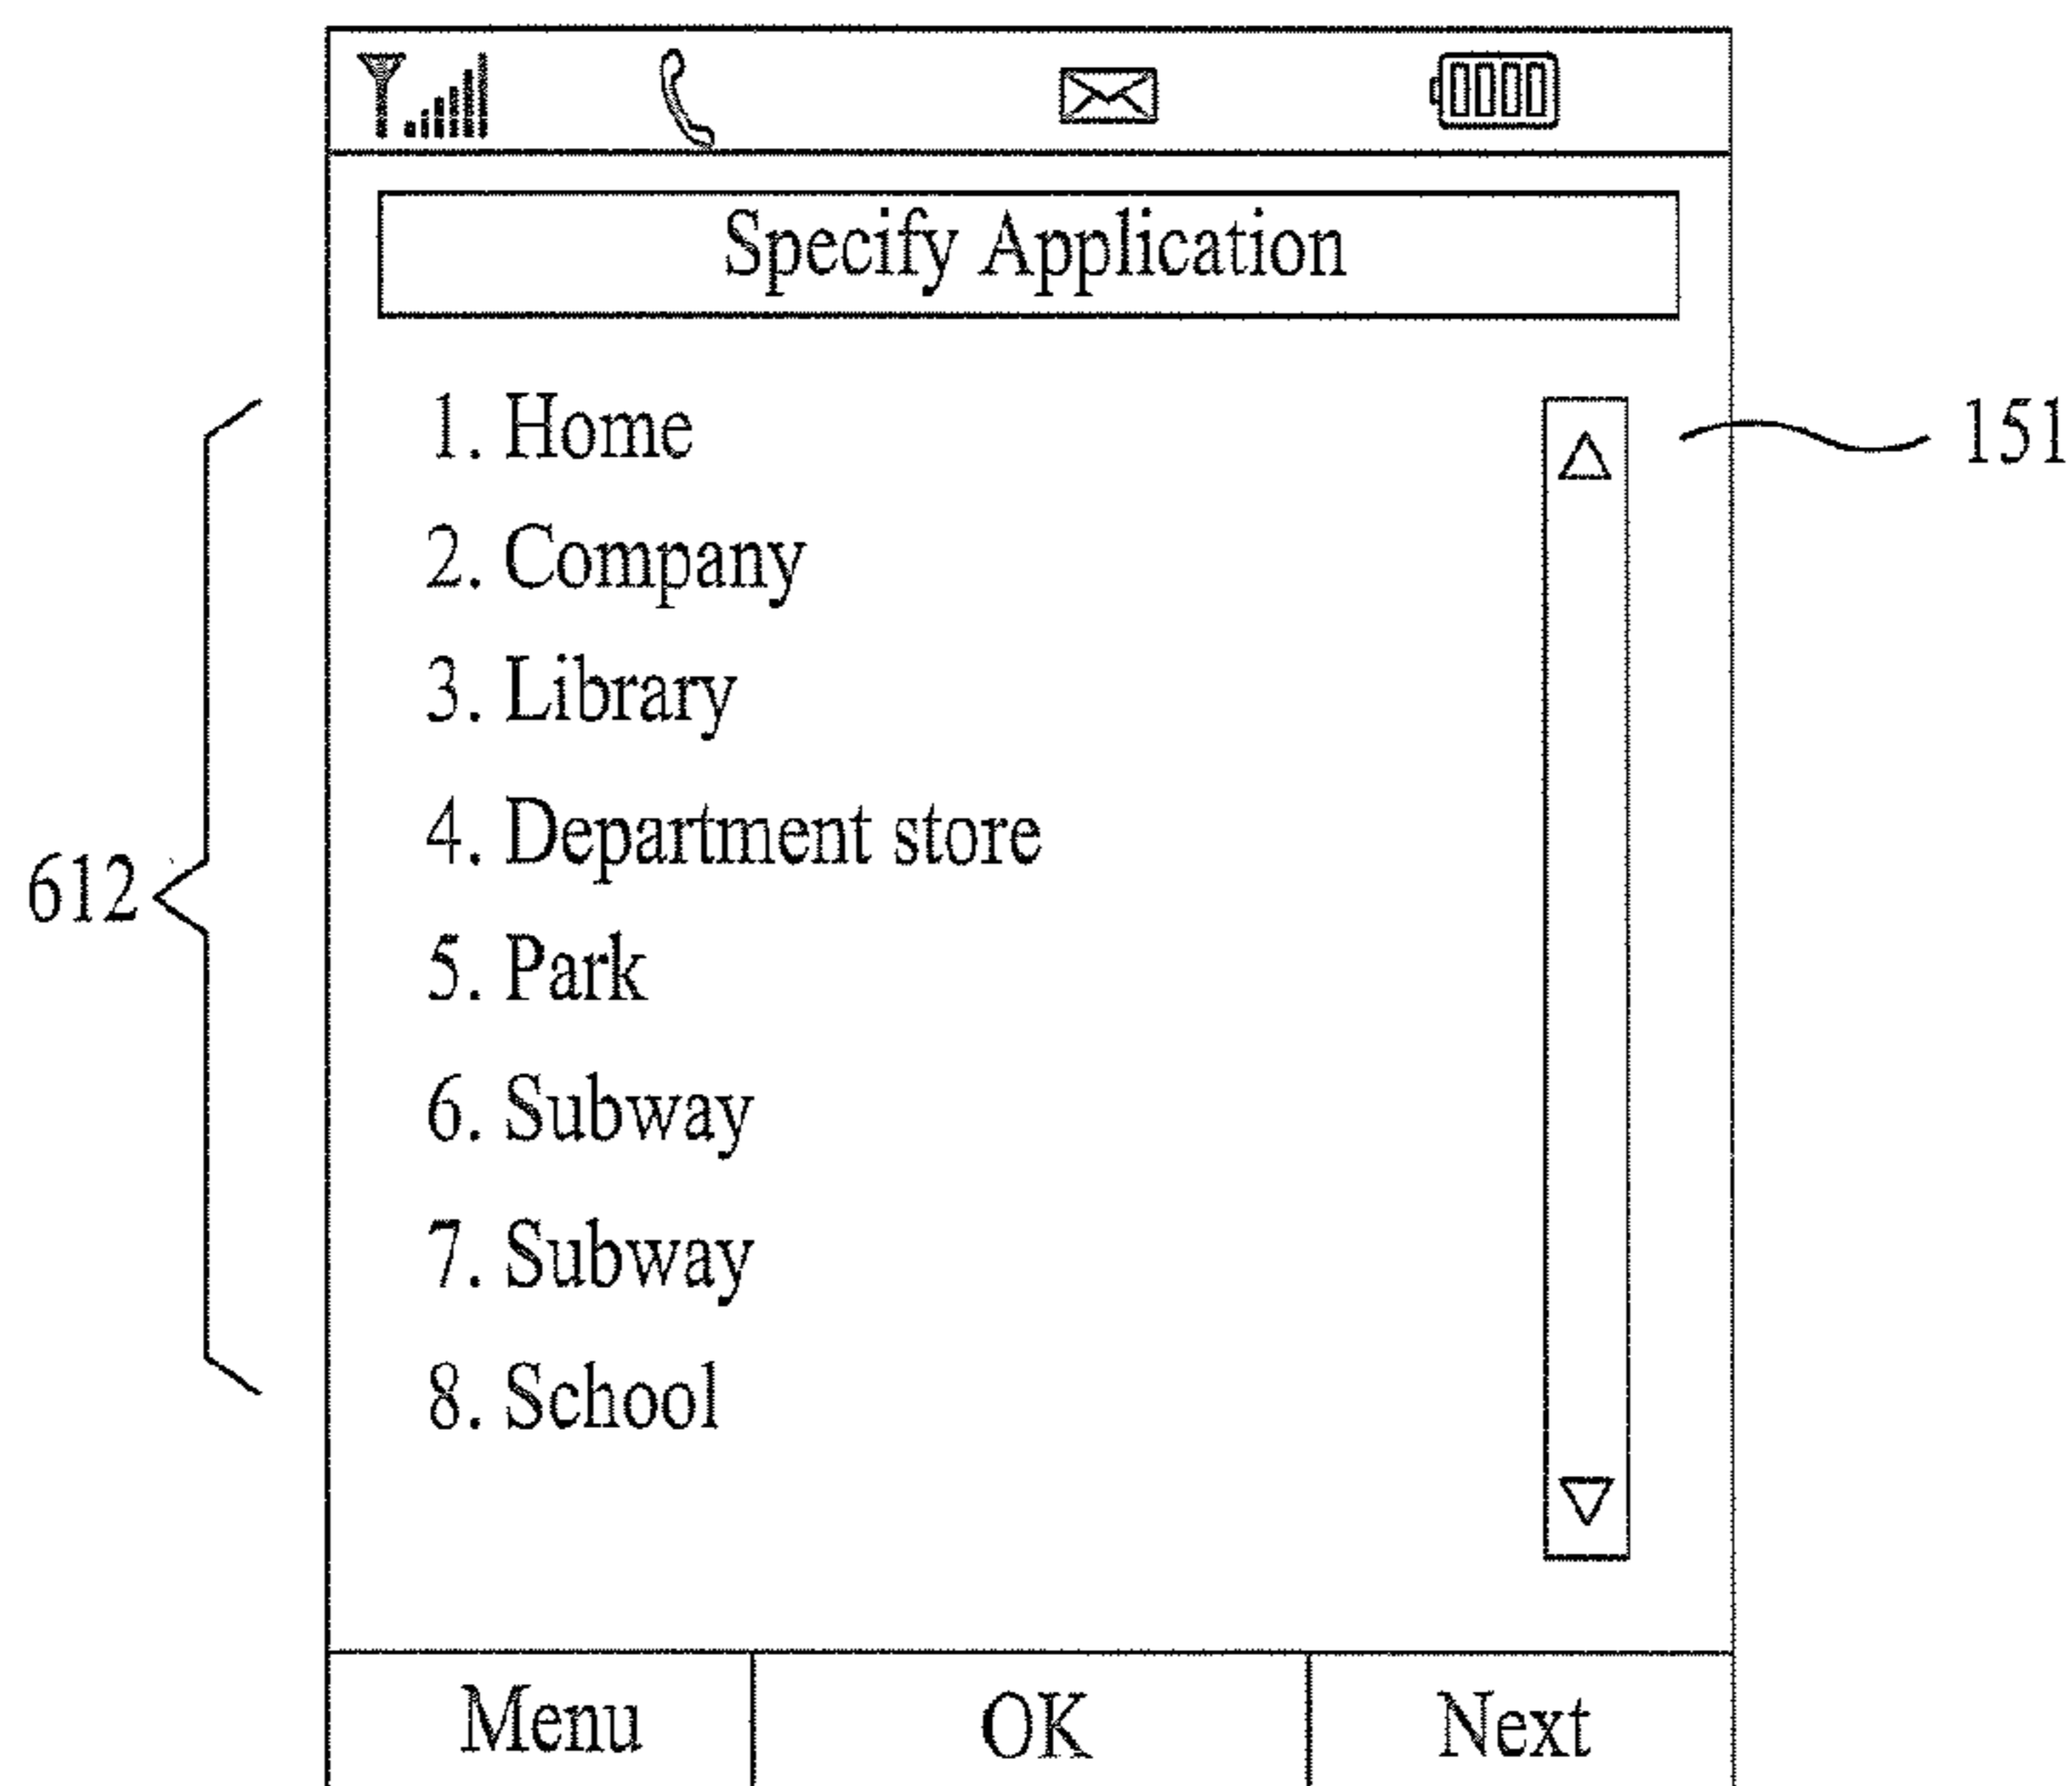 Specify Application
1. Home
151
2. Company
3. Library
4. Department store
612
5. Park
6. Subway
7. Subway
8. School
Menu OK Next